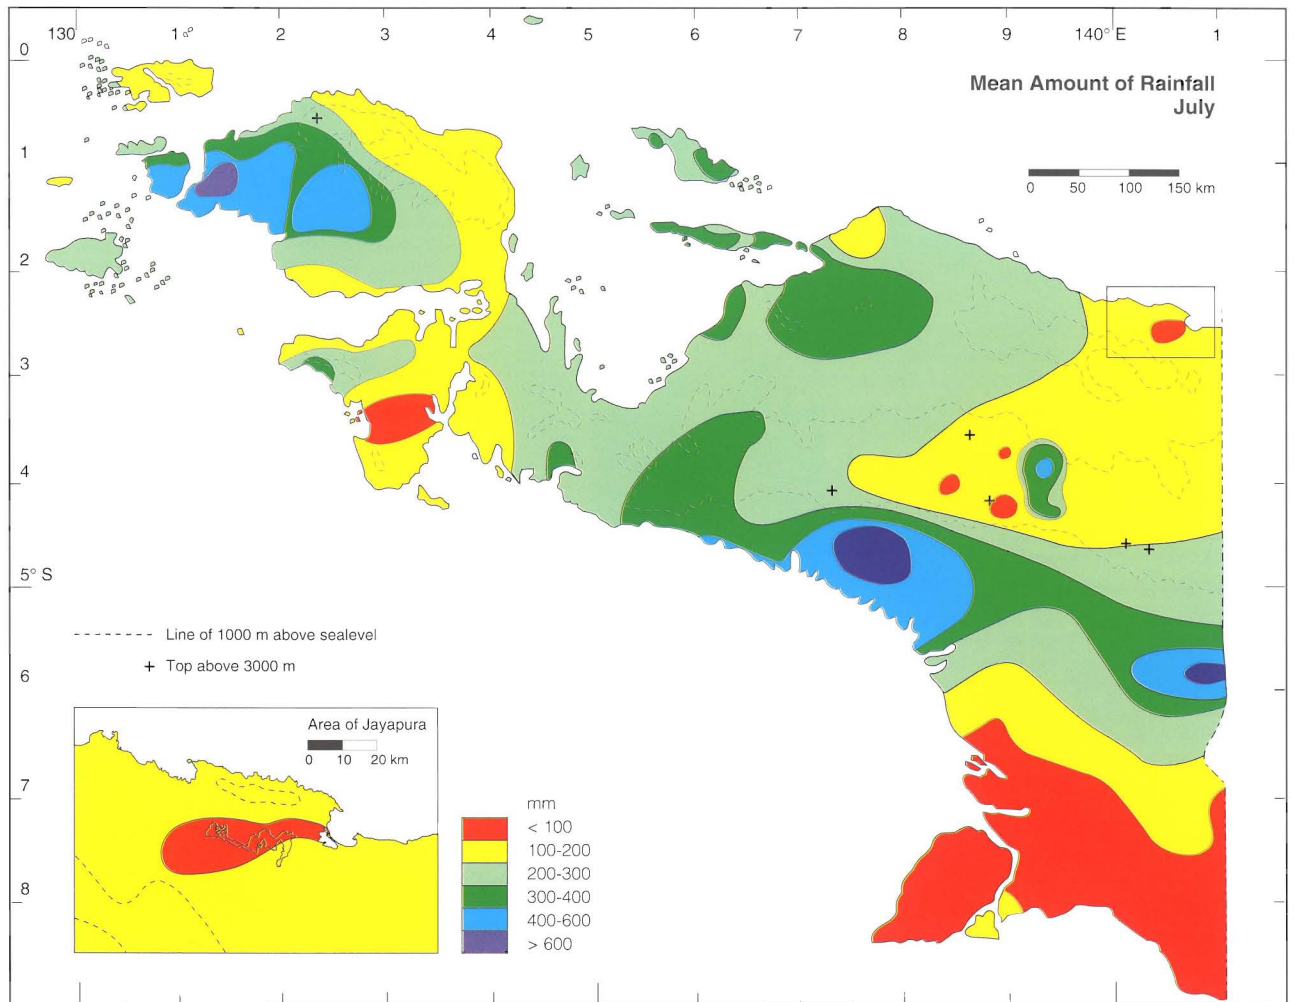 130 1° 2 3 4 5 6 7 8 9 140° E 1
0
Mean Amount of Rainfall
July
1
0 50 100 150 km
2
3
4
5° S
Line of 1000 m above sealevel
+ Top above 3000 m
6
Area of Jayapura
0 10 20 km
7
mm
< 100
100-200
200-300
8
300-400
400-600
> 600